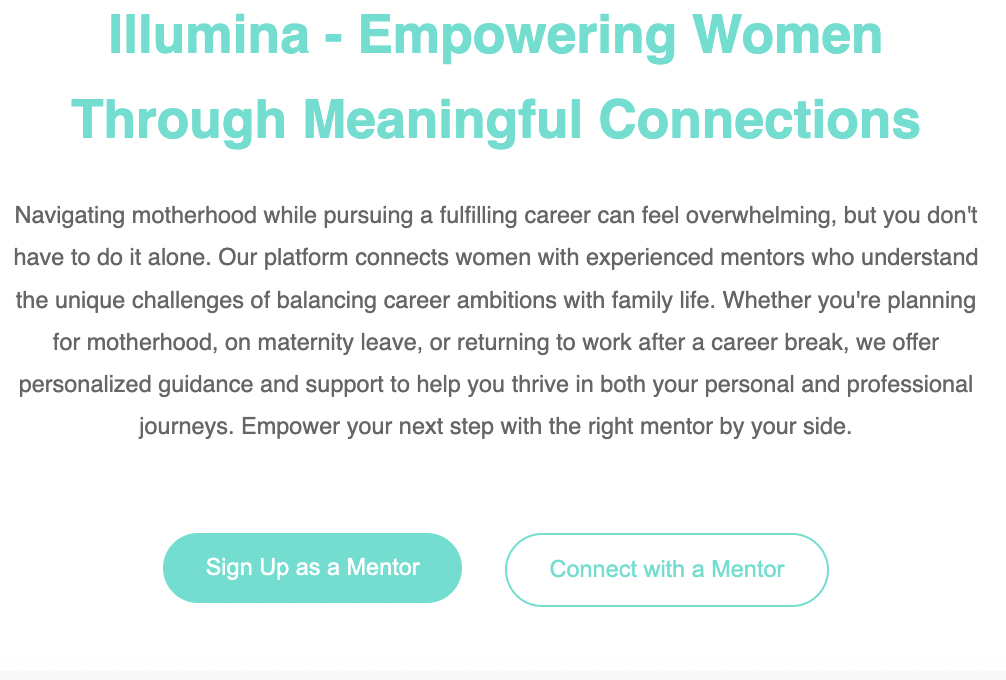 Illumina - Empowering Women
Through Meaningful Connections
Navigating motherhood while pursuing a fulfilling career can feel overwhelming, but you don't
have to do it alone. Our platform connects women with experienced mentors who understand
the unique challenges of balancing career ambitions with family life. Whether you're planning
for motherhood, on maternity leave, or returning to work after a career break, we offer
personalized guidance and support to help you thrive in both your personal and professional
journeys. Empower your next step with the right mentor by your side.
Sign Up as a Mentor
Connect with a Mentor